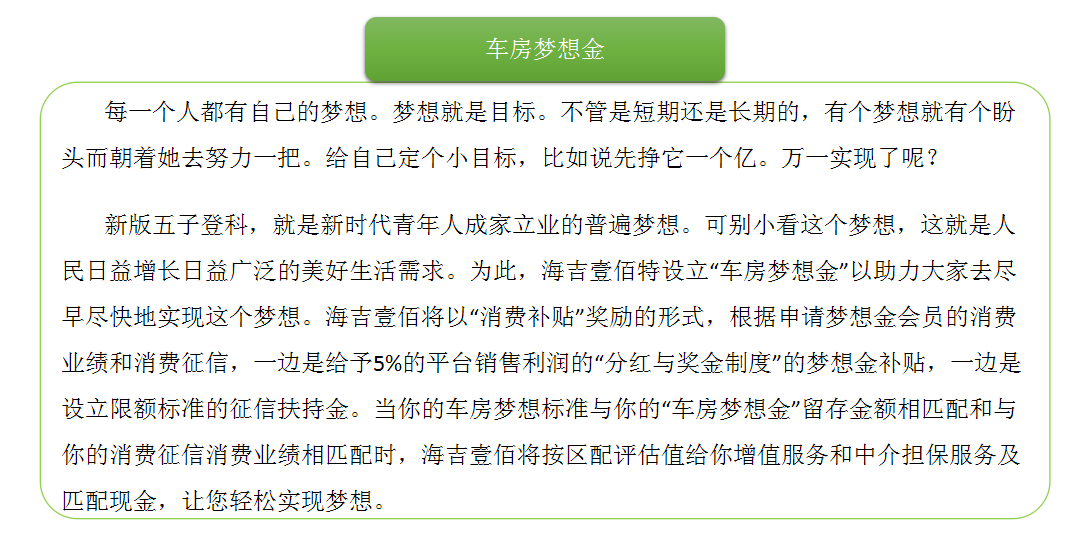 车房梦想金
每一个人都有自己的梦想。梦想就是目标。不管是短期还是长期的，有个梦想就有个盼
头而朝着她去努力一把。给自己定个小目标，比如说先挣它一个亿。万一实现了呢？
新版五子登科，就是新时代青年人成家立业的普遍梦想。可别小看这个梦想，这就是人
民日益增长日益广泛的美好生活需求。为此，海吉壹佰特设立“车房梦想金”以助力大家去尽
早尽快地实现这个梦想。海吉壹佰将以“消费补贴”奖励的形式，根据申请梦想金会员的消费
业绩和消费征信，一边是给予5%的平台销售利润的“分红与奖金制度”的梦想金补贴，一边是
设立限额标准的征信扶持金。当你的车房梦想标准与你的“车房梦想金”留存金额相匹配和与
你的消费征信消费业绩相匹配时，海吉壹佰将按区配评估值给你增值服务和中介担保服务及
匹配现金，让您轻松实现梦想。